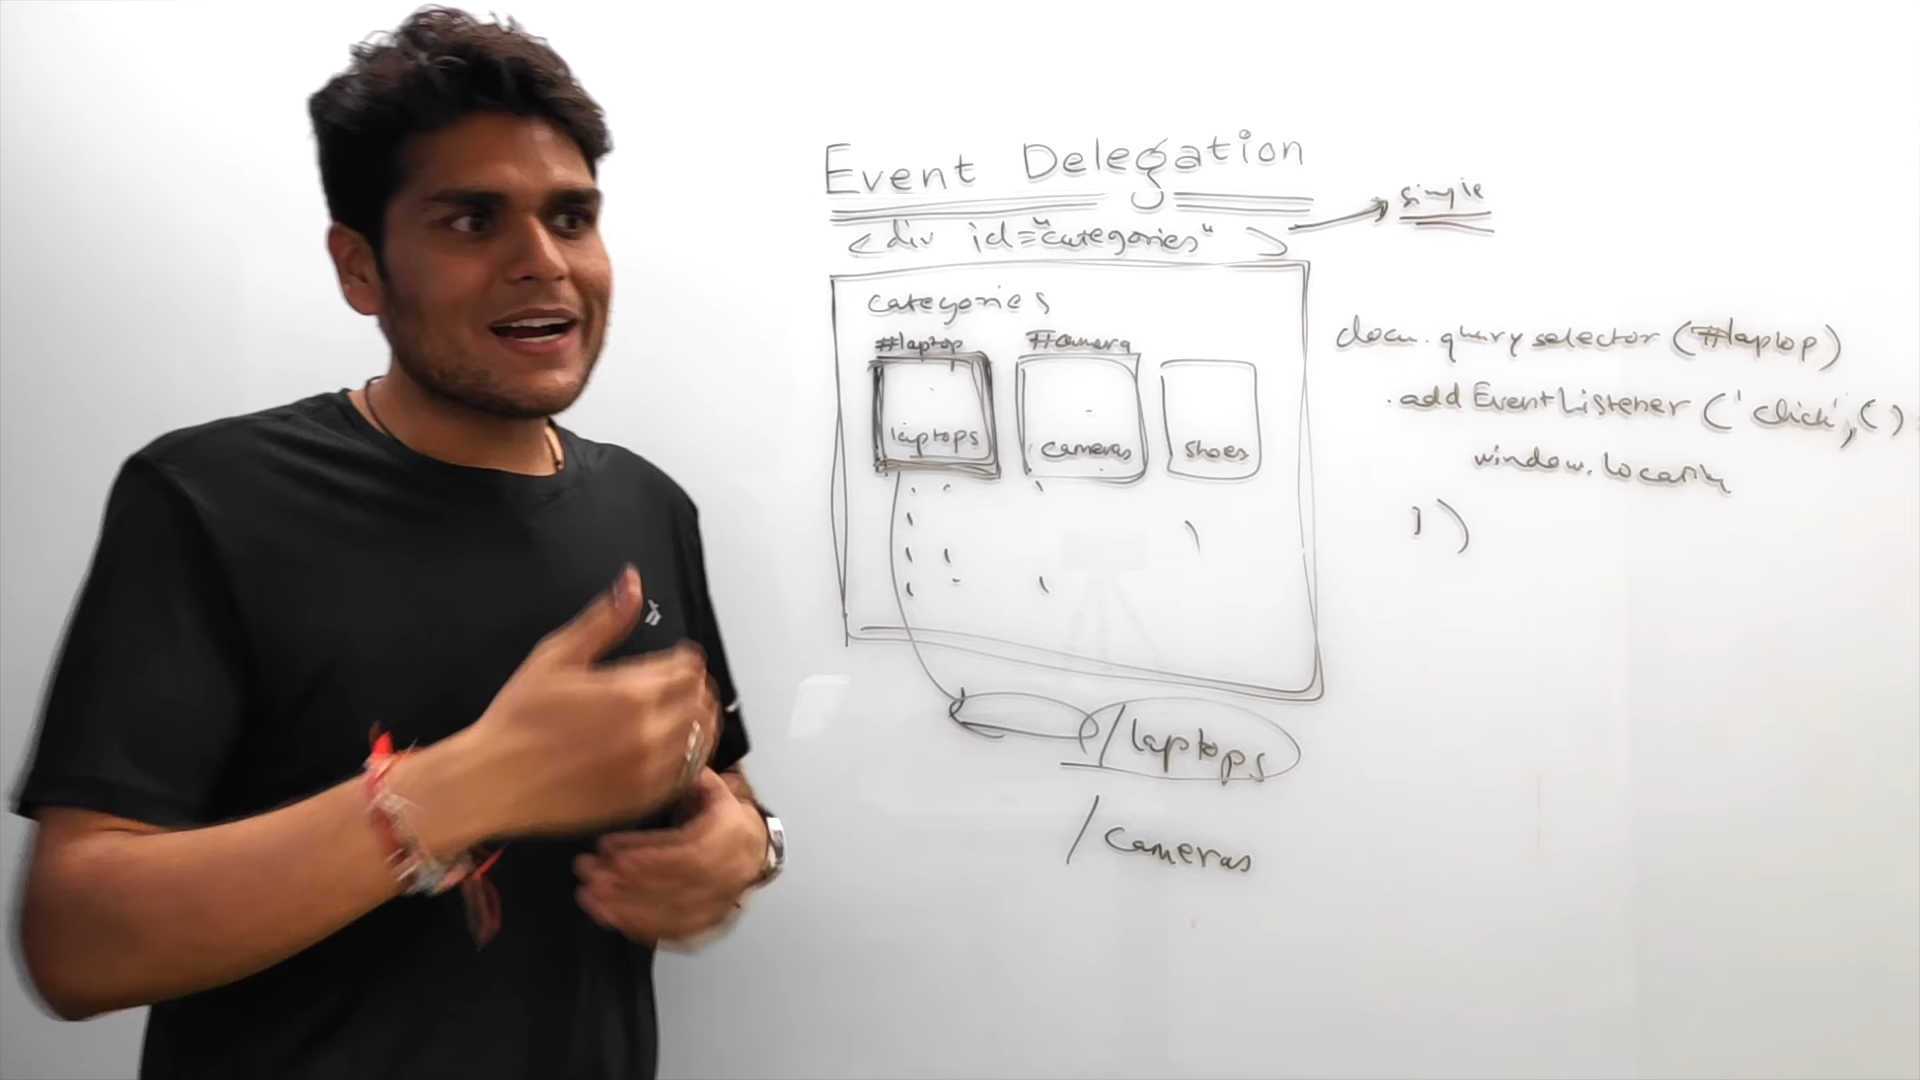 Event Delegation
<div id="categories" >
single
categories
#laptop #camera
laptops cameras shoes
docu. queryselector (#laptop)
.addEventListener ('click', ()
window.
})
/laptops
/cameras